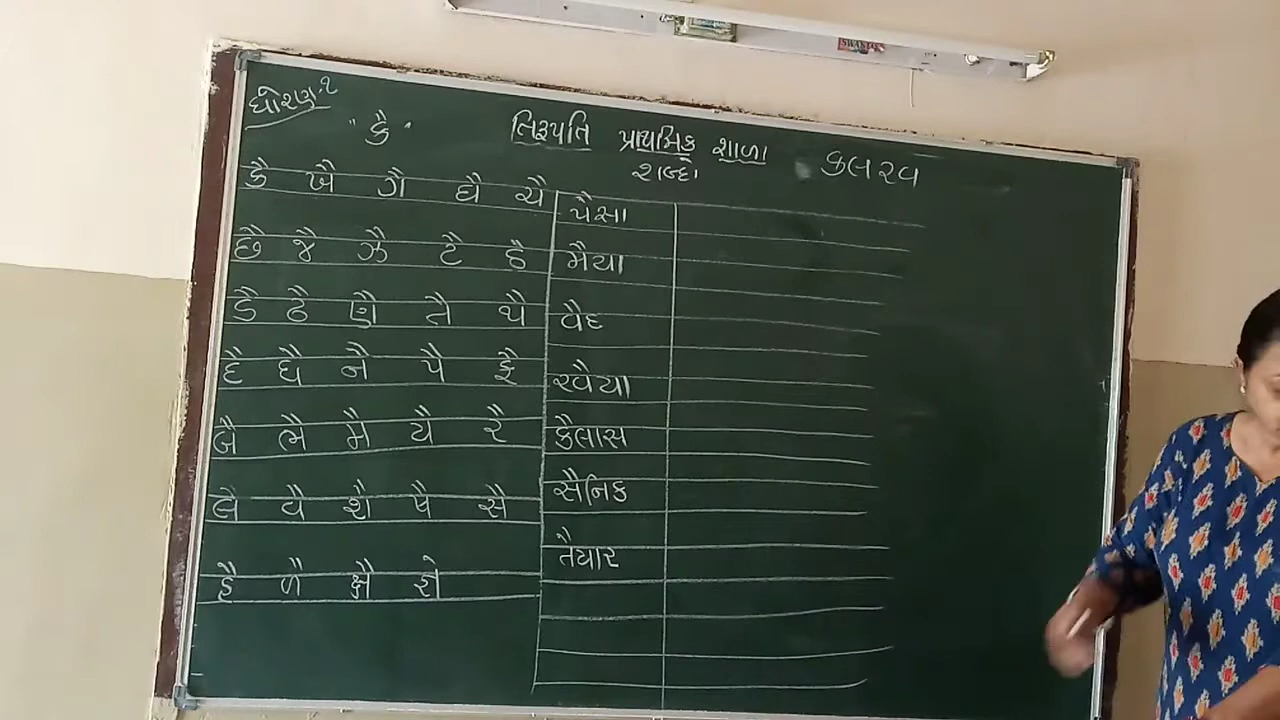 SWASTIK
ધોરણ:-૧
"કૈ"
તિરૂપતિ પ્રાથમિક શાળા
શબ્દો
કલરવ
કૈ ખૈ ગૈ ઘૈ ચૈ
છૈ જૈ ઝૈ ટૈ ઠૈ
ડૈ ઢૈ ણૈ તૈ થૈ
દૈ ધૈ નૈ પૈ ફૈ
બૈ ભૈ મૈ યૈ રૈ
લૈ વૈ શૈ ષૈ સૈ
હૈ ળૈ ક્ષૈ
પૈસા
મૈયા
વૈદ
રવૈયા
કૈલાસ
સૈનિક
તૈયાર